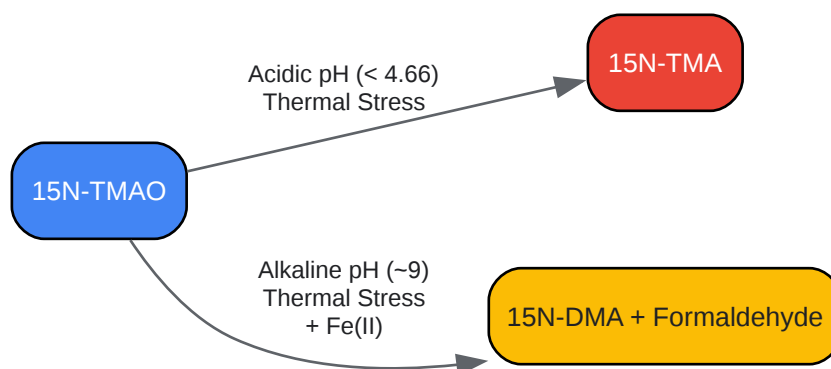 15N-TMAO
Acidic pH (< 4.66)
Thermal Stress
15N-TMA
Alkaline pH (~9)
Thermal Stress
+ Fe(II)
15N-DMA + Formaldehyde